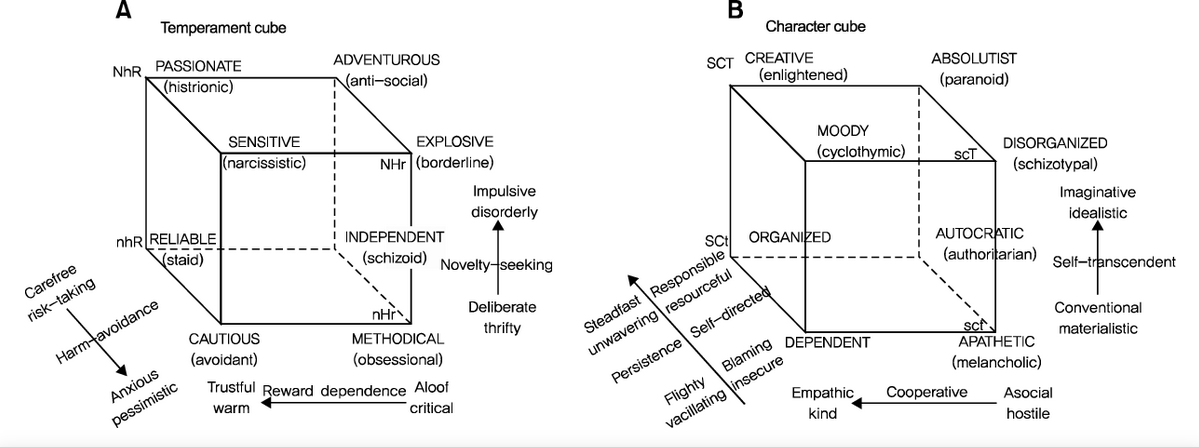 A
Temperament cube
NhR
PASSIONATE
(histrionic)
ADVENTUROUS
(anti–social)
SENSITIVE
(narcissistic)
EXPLOSIVE
NHr
(borderline)
Impulsive
disorderly
nhR
RELIABLE
(staid)
INDEPENDENT
(schizoid)
Novelty–seeking
Carefree
risk–taking
Harm–avoidance
Anxious
pessimistic
nHr
Deliberate
thrifty
CAUTIOUS
(avoidant)
METHODICAL
(obsessional)
Trustful
warm
Reward dependence
Aloof
critical
B
Character cube
SCT
CREATIVE
(enlightened)
ABSOLUTIST
(paranoid)
MOODY
(cyclothymic)
scT
DISORGANIZED
(schizotypal)
Imaginative
idealistic
SCt
ORGANIZED
AUTOCRATIC
(authoritarian)
Self–transcendent
Steadfast
unwavering
Responsible
resourceful
Persistence
Self–directed
Flighty
vacillating
Blaming
insecure
sct
Conventional
materialistic
DEPENDENT
APATHETIC
(melancholic)
Empathic
kind
Cooperative
Asocial
hostile